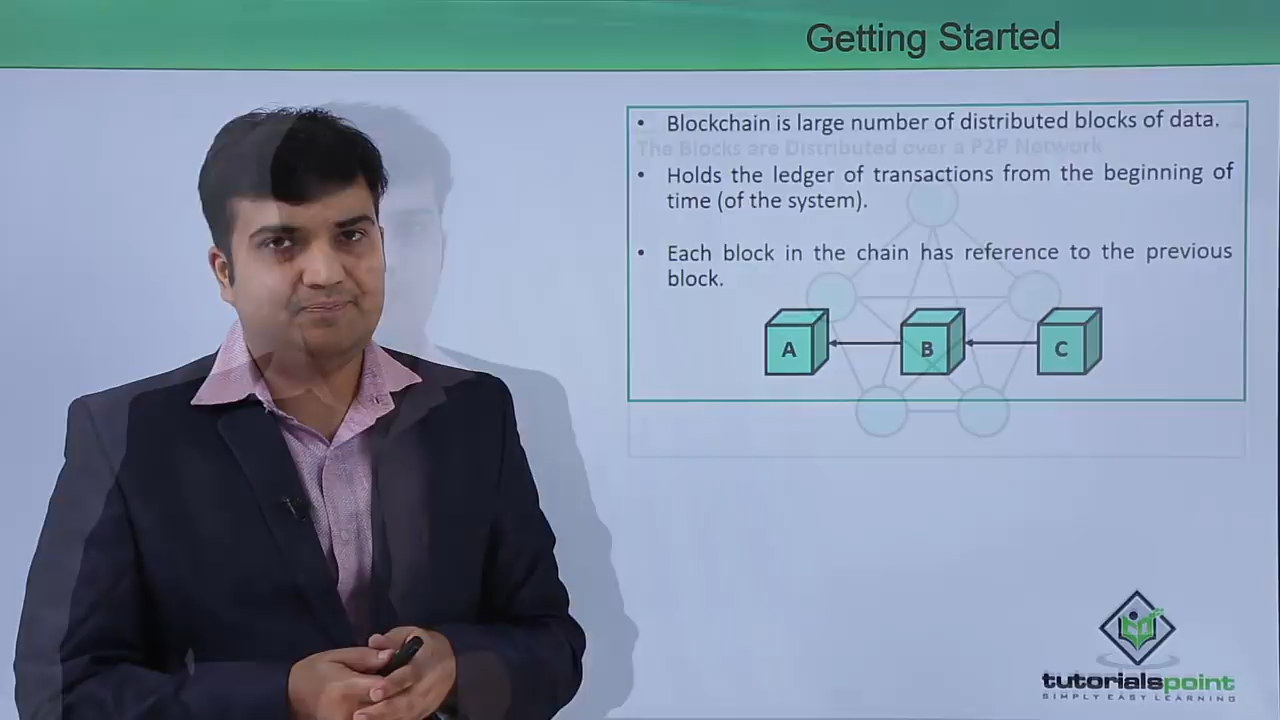 Getting Started
• Blockchain is large number of distributed blocks of data.
The Blocks are Distributed over a P2P Network
• Holds the ledger of transactions from the beginning of
time (of the system).
• Each block in the chain has reference to the previous
block.
A B C
tutorialspoint
SIMPLY EASY LEARNING